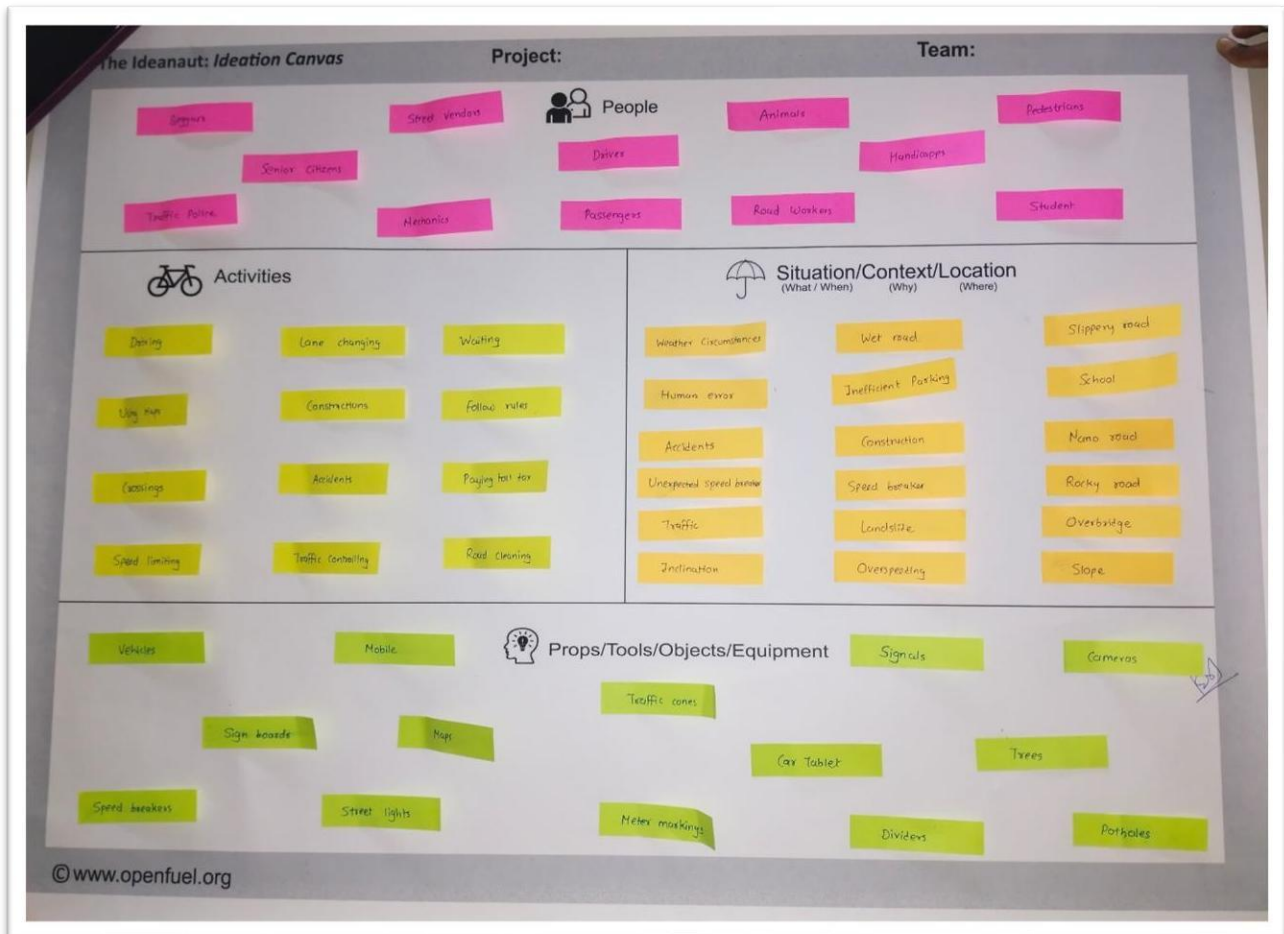 The Ideanaut: Ideation Canvas
Project:
Team:
People
Beggars
Street Vendors
Animals
Pedestrians
Senior Citizens
Driver
Handicapps
Traffic Police
Mechanics
Passengers
Road Workers
Student
Activities
Driving
Lane changing
Waiting
Using Maps
Constructions
Follow rules
Crossings
Accidents
Paying toll tax
Speed limiting
Traffic Controlling
Road Cleaning
Situation/Context/Location
(What / When) (Why) (Where)
Weather Circumstances
Wet road
Slippery road
Human error
Inefficient Parking
School
Accidents
Construction
road
Unexpected speed breaker
Speed breaker
Rocky road
Traffic
Landslide
Overbridge
Inclination
Overspeeding
Slope
Props/Tools/Objects/Equipment
Vehicles
Mobile
Signals
Cameras
Traffic cones
Sign boards
Maps
Car Tablet
Trees
Speed breakers
Street lights
Meter markings
Dividers
Potholes
© www.openfuel.org